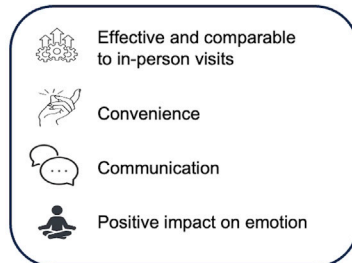 Effective and comparable
to in-person visits
Convenience
Communication
Positive impact on emotion